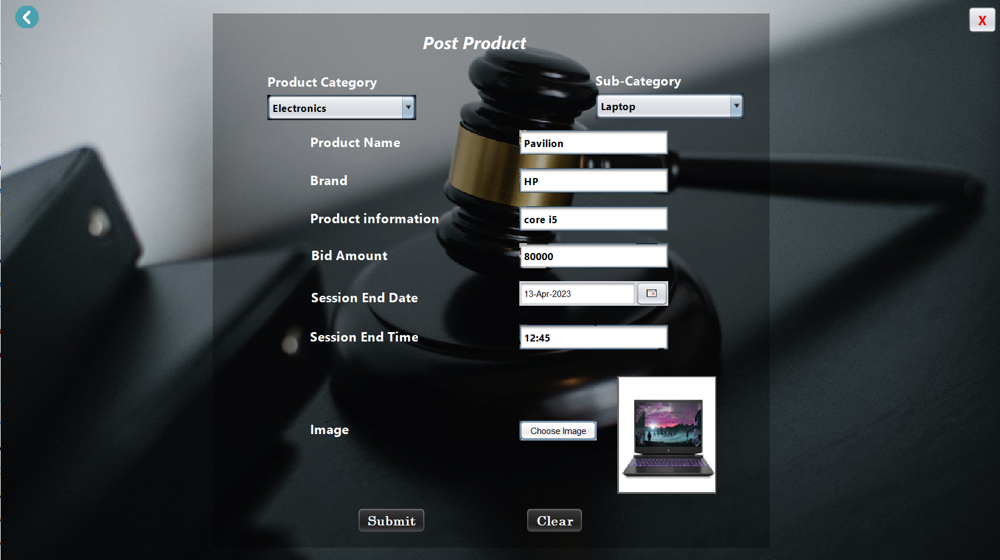 X
Post Product
Product Category
Sub-Category
Electronics
Laptop
Product Name
Pavilion
Brand
HP
Product information
core i5
Bid Amount
80000
Session End Date
13-Apr-2023
Session End Time
12:45
Image
Choose Image
Submit
Clear